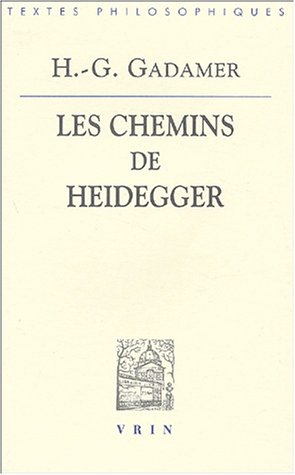 TEXTES PHILOSOPHIQUES
H.-G. GADAMER
LES CHEMINS
DE
HEIDEGGER
VRIN